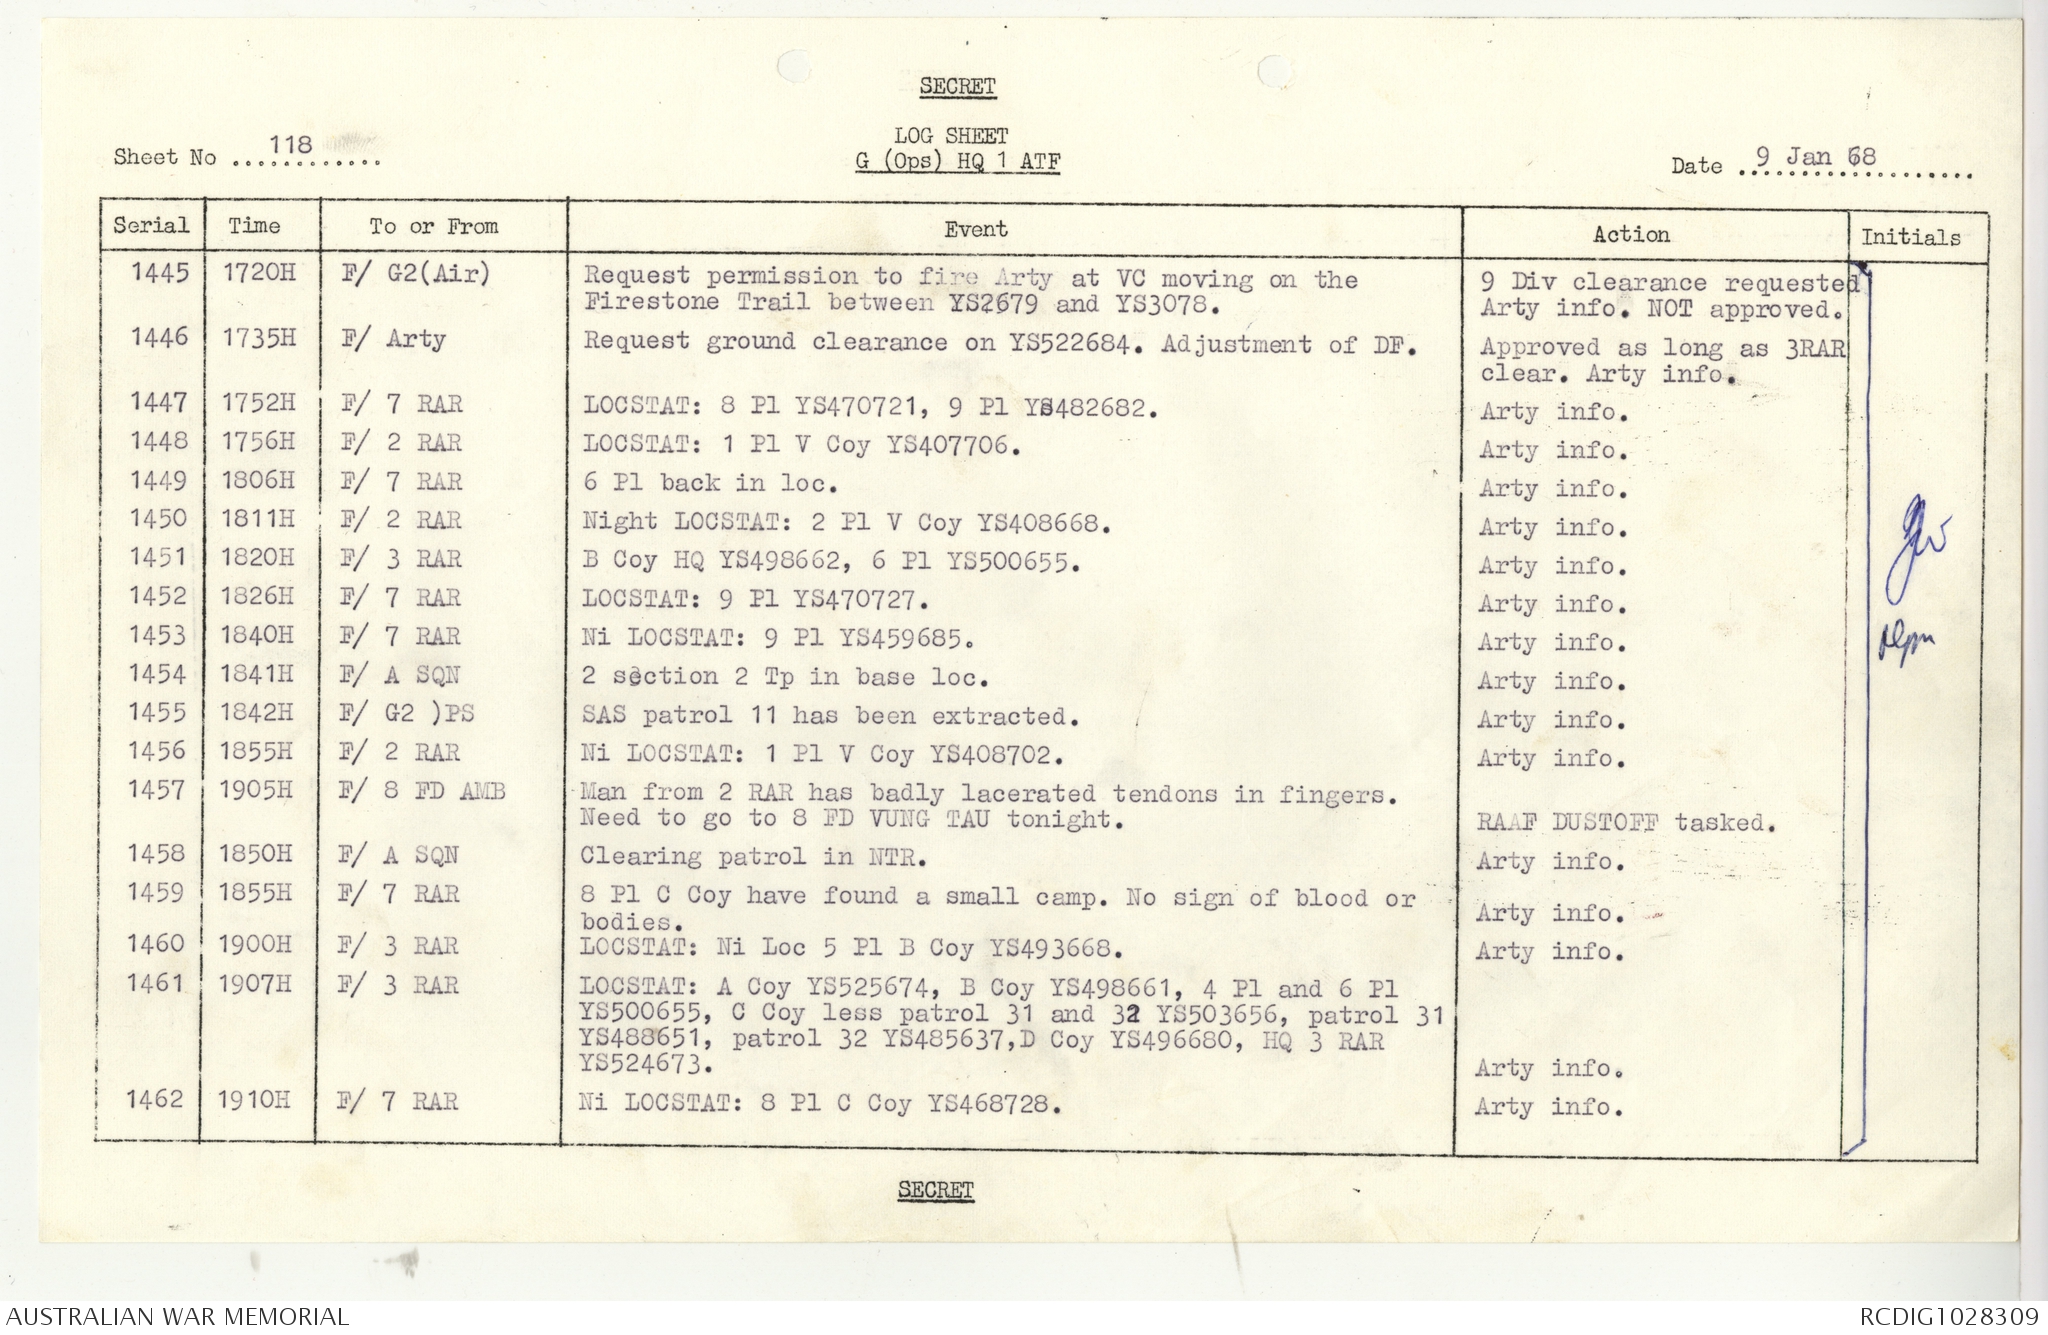 SECRET
LOG SHEET
G (Ops) HQ 1 ATF
Sheet No 118
Date 9 Jan 68
Serial Time To or From Event Action Initials
1445 1720H F/ G2(Air) Request permission to fire Arty at VC moving on the 9 Div clearance requested
Firestone Trail between YS2679 and YS3078. Arty info. NOT approved.
1446 1735H F/ Arty Request ground clearance on YS522684. Adjustment of DF. Approved as long as 3RAR
clear. Arty info.
1447 1752H F/ 7 RAR LOCSTAT: 8 Pl YS470721, 9 Pl YS482682. Arty info.
1448 1756H F/ 2 RAR LOCSTAT: 1 Pl V Coy YS407706. Arty info.
1449 1806H F/ 7 RAR 6 Pl back in loc. Arty info.
1450 1811H F/ 2 RAR Night LOCSTAT: 2 Pl V Coy YS408668. Arty info.
1451 1820H F/ 3 RAR B Coy HQ YS498662, 6 Pl YS500655. Arty info.
1452 1826H F/ 7 RAR LOCSTAT: 9 Pl YS470727. Arty info.
1453 1840H F/ 7 RAR Ni LOCSTAT: 9 Pl YS459685. Arty info.
1454 1841H F/ A SQN 2 section 2 Tp in base loc. Arty info.
1455 1842H F/ G2 )PS SAS patrol 11 has been extracted. Arty info.
1456 1855H F/ 2 RAR Ni LOCSTAT: 1 Pl V Coy YS408702. Arty info.
1457 1905H F/ 8 FD AMB Man from 2 RAR has badly lacerated tendons in fingers.
Need to go to 8 FD VUNG TAU tonight. RAAF DUSTOFF tasked.
1458 1850H F/ A SQN Clearing patrol in NTR. Arty info.
1459 1855H F/ 7 RAR 8 Pl C Coy have found a small camp. No sign of blood or
bodies. Arty info.
1460 1900H F/ 3 RAR LOCSTAT: Ni Loc 5 Pl B Coy YS493668. Arty info.
1461 1907H F/ 3 RAR LOCSTAT: A Coy YS525674, B Coy YS498661, 4 Pl and 6 Pl
YS500655, C Coy less patrol 31 and 32 YS503656, patrol 31
YS488651, patrol 32 YS485637,D Coy YS496680, HQ 3 RAR
YS524673. Arty info.
1462 1910H F/ 7 RAR Ni LOCSTAT: 8 Pl C Coy YS468728. Arty info.
SECRET
AUSTRALIAN WAR MEMORIAL
RCDIG1028309